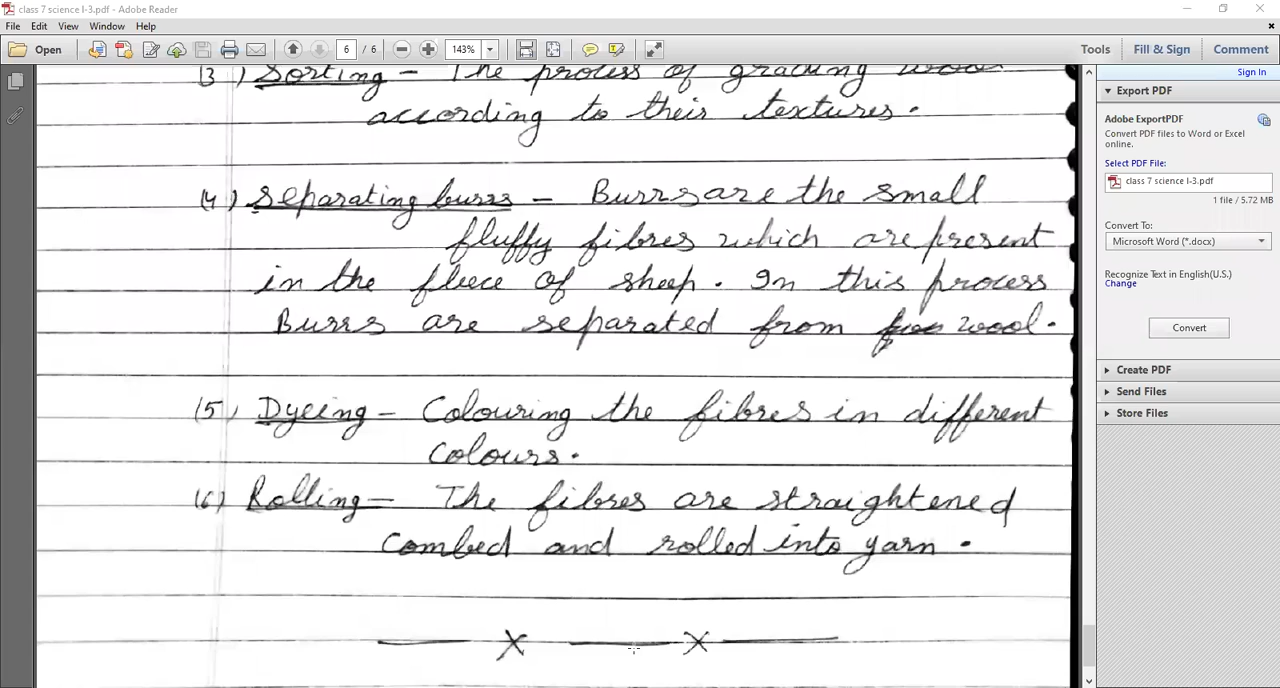 class 7 science I-3.pdf - Adobe Reader
File Edit View Window Help
Open 6 / 6 143% Tools Fill & Sign Comment
Sign In
Export PDF
Adobe ExportPDF
Convert PDF files to Word or Excel
online.
Select PDF File:
class 7 science I-3.pdf
1 file / 5.72 MB
Convert To:
Microsoft Word (*.docx)
Recognize Text in English(U.S.)
Change
Convert
Create PDF
Send Files
Store Files
(3) Sorting – The process of grading wool
according to their textures.
(4) Separating burrs – Burrs are the small
fluffy fibres which are present
in the fleece of sheep. In this process
Burrs are separated from wool.
(5) Dyeing – Colouring the fibres in different
colours.
(6) Rolling – The fibres are straightened
combed and rolled into yarn.
— X — X —